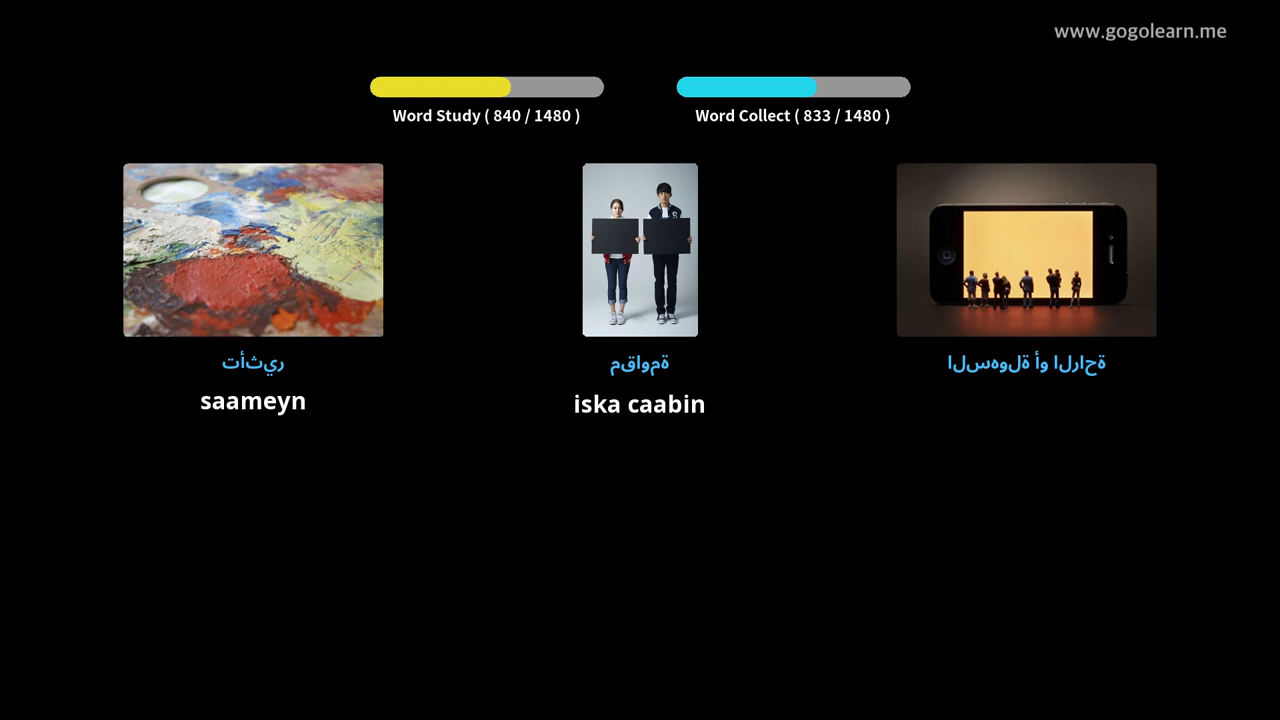 www.gogolearn.me
Word Study ( 840 / 1480 )
Word Collect ( 833 / 1480 )
تأثير
saameyn
مقاومة
iska caabin
السهولة أو الراحة